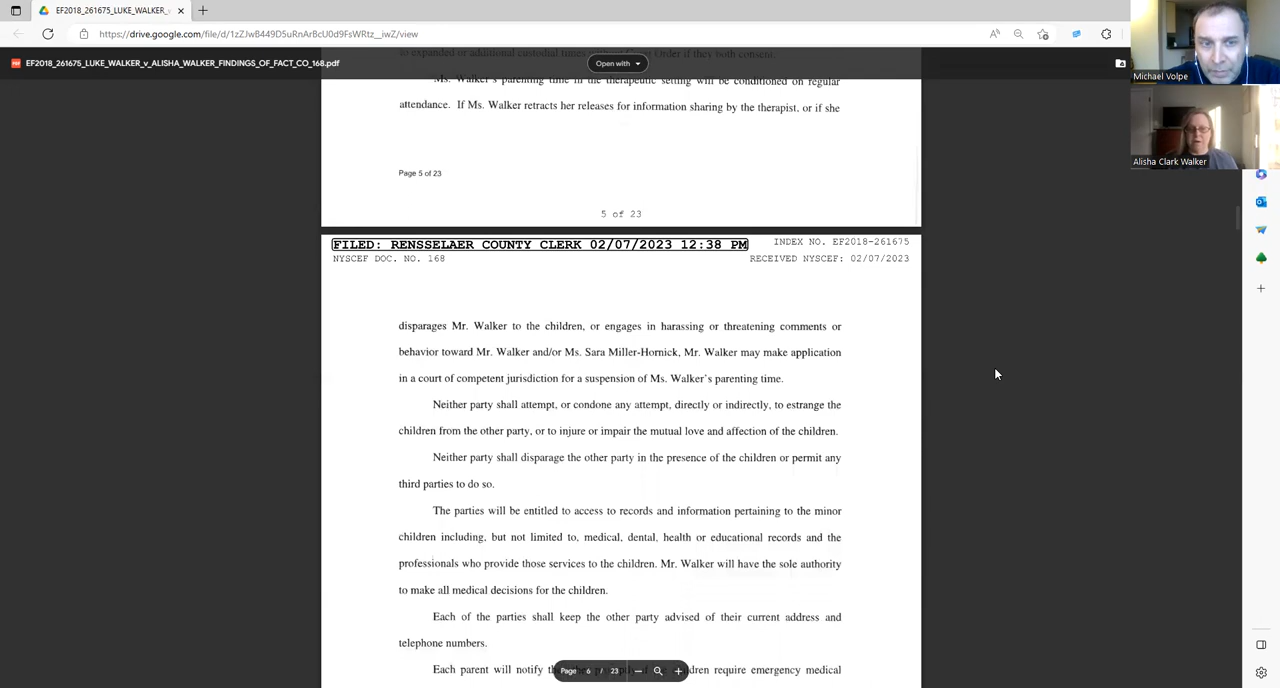 EF2018_261675_LUKE_WALKER_v_
https://drive.google.com/file/d/1zZJwB449D5uRnArBcU0d9FsWRtz__iwZ/view
Michael Volpe
Alisha Clark Walker
EF2018_261675_LUKE_WALKER_v_ALISHA_WALKER_FINDINGS_OF_FACT_CO_168.pdf
Open with
to expanded or additional custodial times
Order if they both consent.
Ms. Walker's parenting time in the therapeutic setting will be conditioned on regular
attendance. If Ms. Walker retracts her releases for information sharing by the therapist, or if she
Page 5 of 23
5 of 23
FILED: RENSSELAER COUNTY CLERK 02/07/2023 12:38 PM
INDEX NO. EF2018-261675
NYSCEF DOC. NO. 168
RECEIVED NYSCEF: 02/07/2023
disparages Mr. Walker to the children, or engages in harassing or threatening comments or
behavior toward Mr. Walker and/or Ms. Sara Miller-Hornick, Mr. Walker may make application
in a court of competent jurisdiction for a suspension of Ms. Walker's parenting time.
Neither party shall attempt, or condone any attempt, directly or indirectly, to estrange the
children from the other party, or to injure or impair the mutual love and affection of the children.
Neither party shall disparage the other party in the presence of the children or permit any
third parties to do so.
The parties will be entitled to access to records and information pertaining to the minor
children including, but not limited to, medical, dental, health or educational records and the
professionals who provide those services to the children. Mr. Walker will have the sole authority
to make all medical decisions for the children.
Each of the parties shall keep the other party advised of their current address and
telephone numbers.
Each parent will notify
require emergency medical
Page 6 / 23